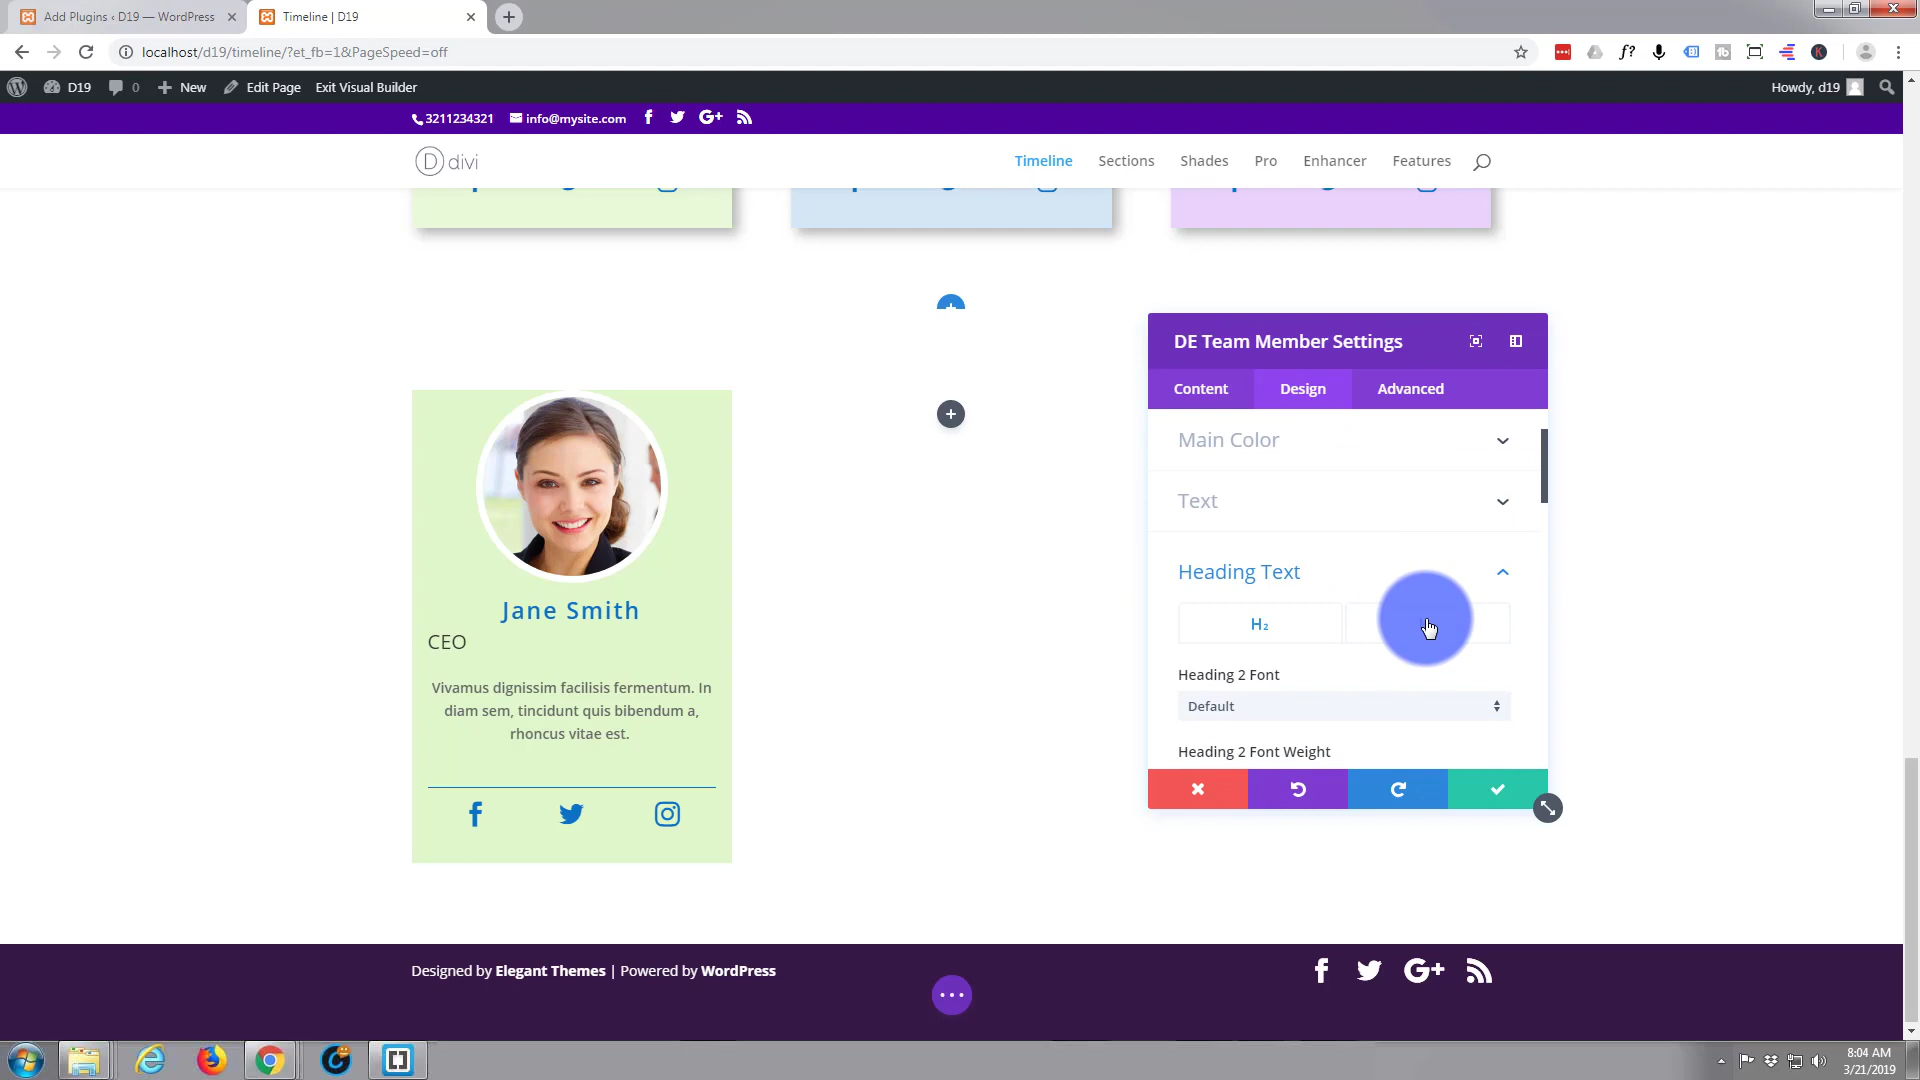 Add Plugins ‹ D19 — WordPress
Timeline | D19
localhost/d19/timeline/?et_fb=1&PageSpeed=off
D19
0
New
Edit Page
Exit Visual Builder
Howdy, d19
3211234321
info@mysite.com
divi
Timeline
Sections
Shades
Pro
Enhancer
Features
DE Team Member Settings
Content
Design
Advanced
Main Color
Text
Heading Text
H2
Heading 2 Font
Default
Heading 2 Font Weight
Jane Smith
CEO
Vivamus dignissim facilisis fermentum. In
diam sem, tincidunt quis bibendum a,
rhoncus vitae est.
Designed by Elegant Themes | Powered by WordPress
8:04 AM
3/21/2019